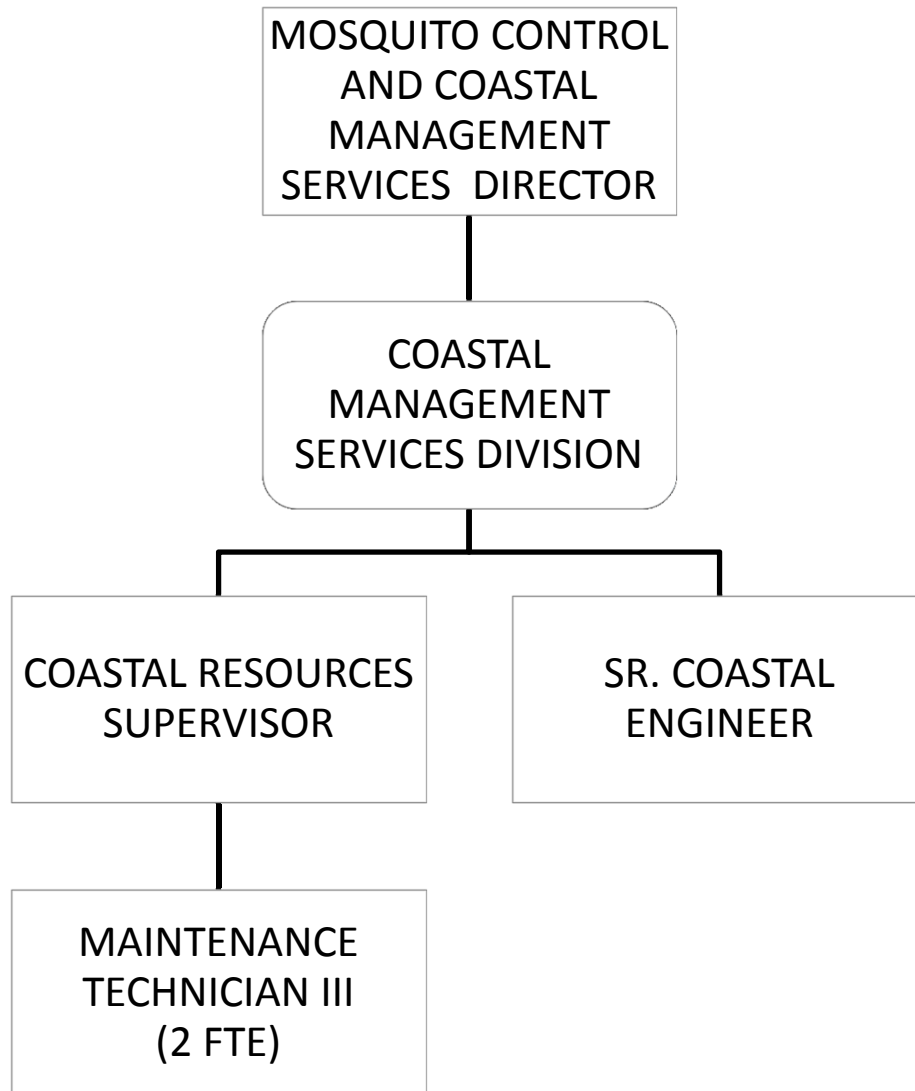 MOSQUITO CONTROL
AND COASTAL
MANAGEMENT
SERVICES  DIRECTOR
COASTAL
MANAGEMENT
SERVICES DIVISION
COASTAL RESOURCES
SUPERVISOR
SR. COASTAL
ENGINEER
MAINTENANCE
TECHNICIAN III
(2 FTE)